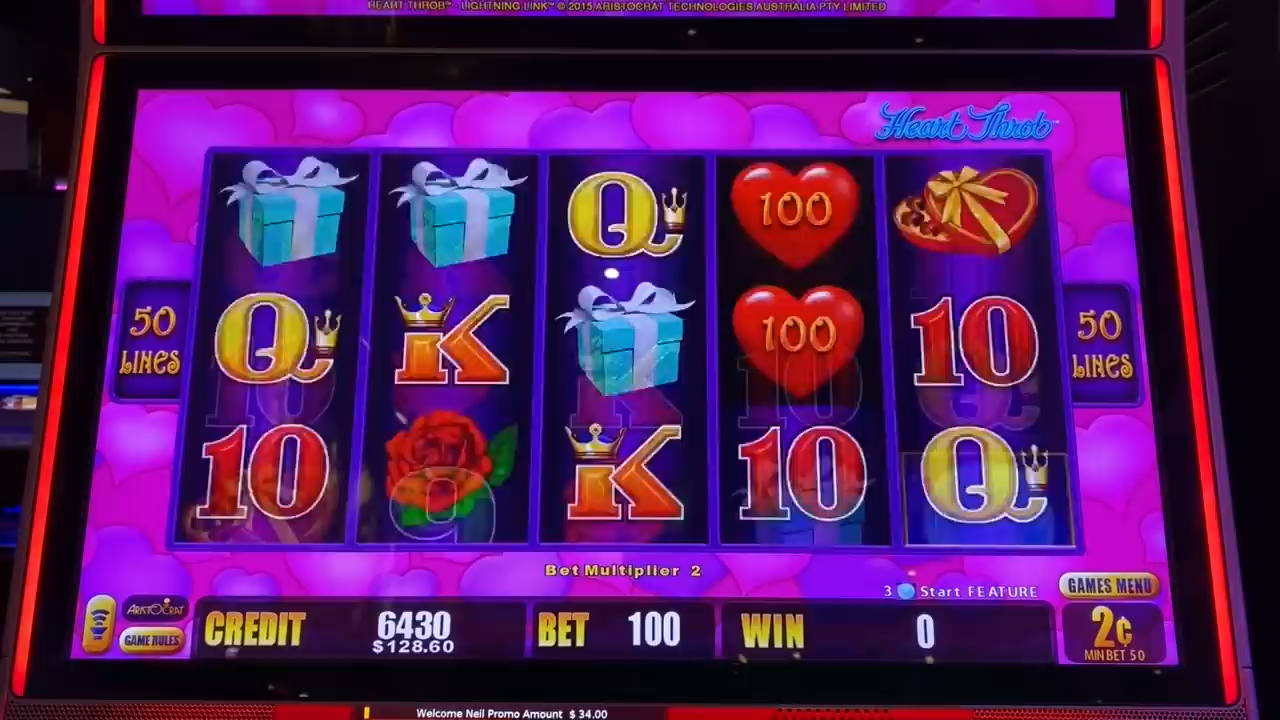 HEART THROB™ - LIGHTNING LINK™ © 2015 ARISTOCRAT TECHNOLOGIES AUSTRALIA PTY LIMITED
Heart Throb™
Q 100
50 LINES
Q K 100 10
50 LINES
10 K 10 Q
Bet Multiplier 2
3 Start FEATURE
GAMES MENU
ARISTOCRAT
GAME RULES
CREDIT 6430
$128.60
BET 100
WIN 0
2¢
MIN BET 50
Welcome Neil Promo Amount $ 34.00